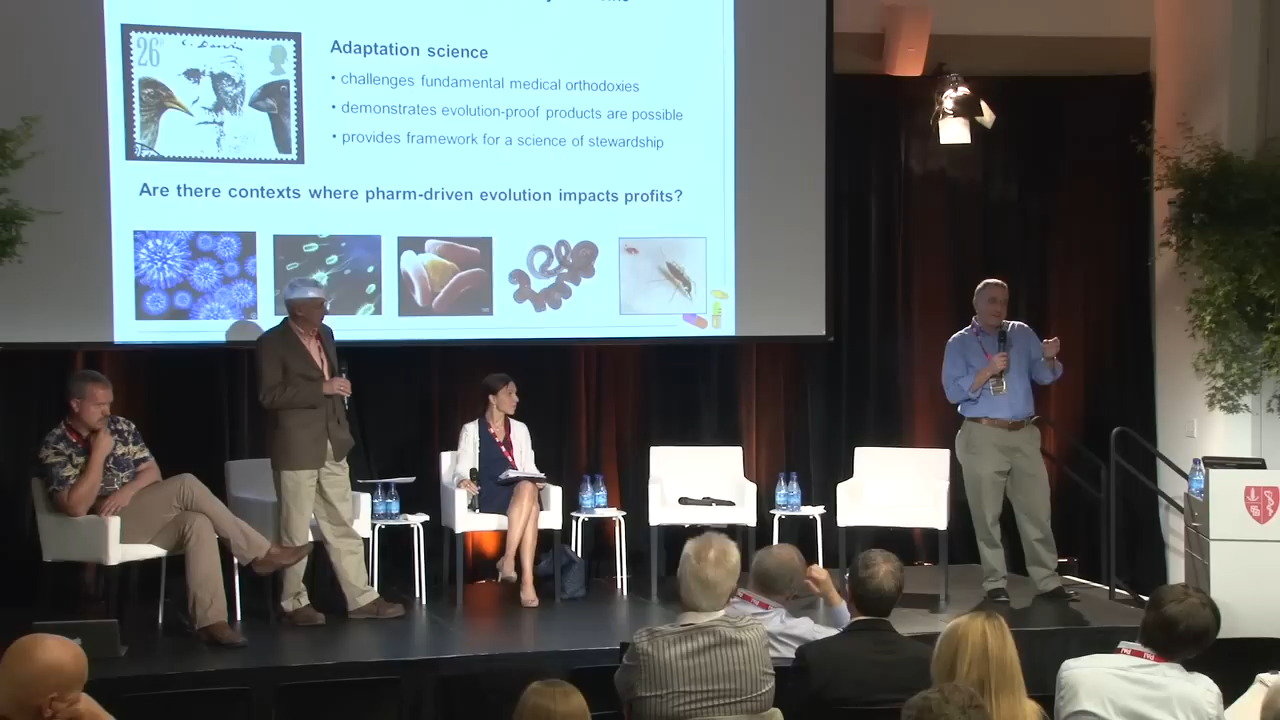 26
C. Darwin
Adaptation science
• challenges fundamental medical orthodoxies
• demonstrates evolution-proof products are possible
• provides framework for a science of stewardship
Are there contexts where pharm-driven evolution impacts profits?